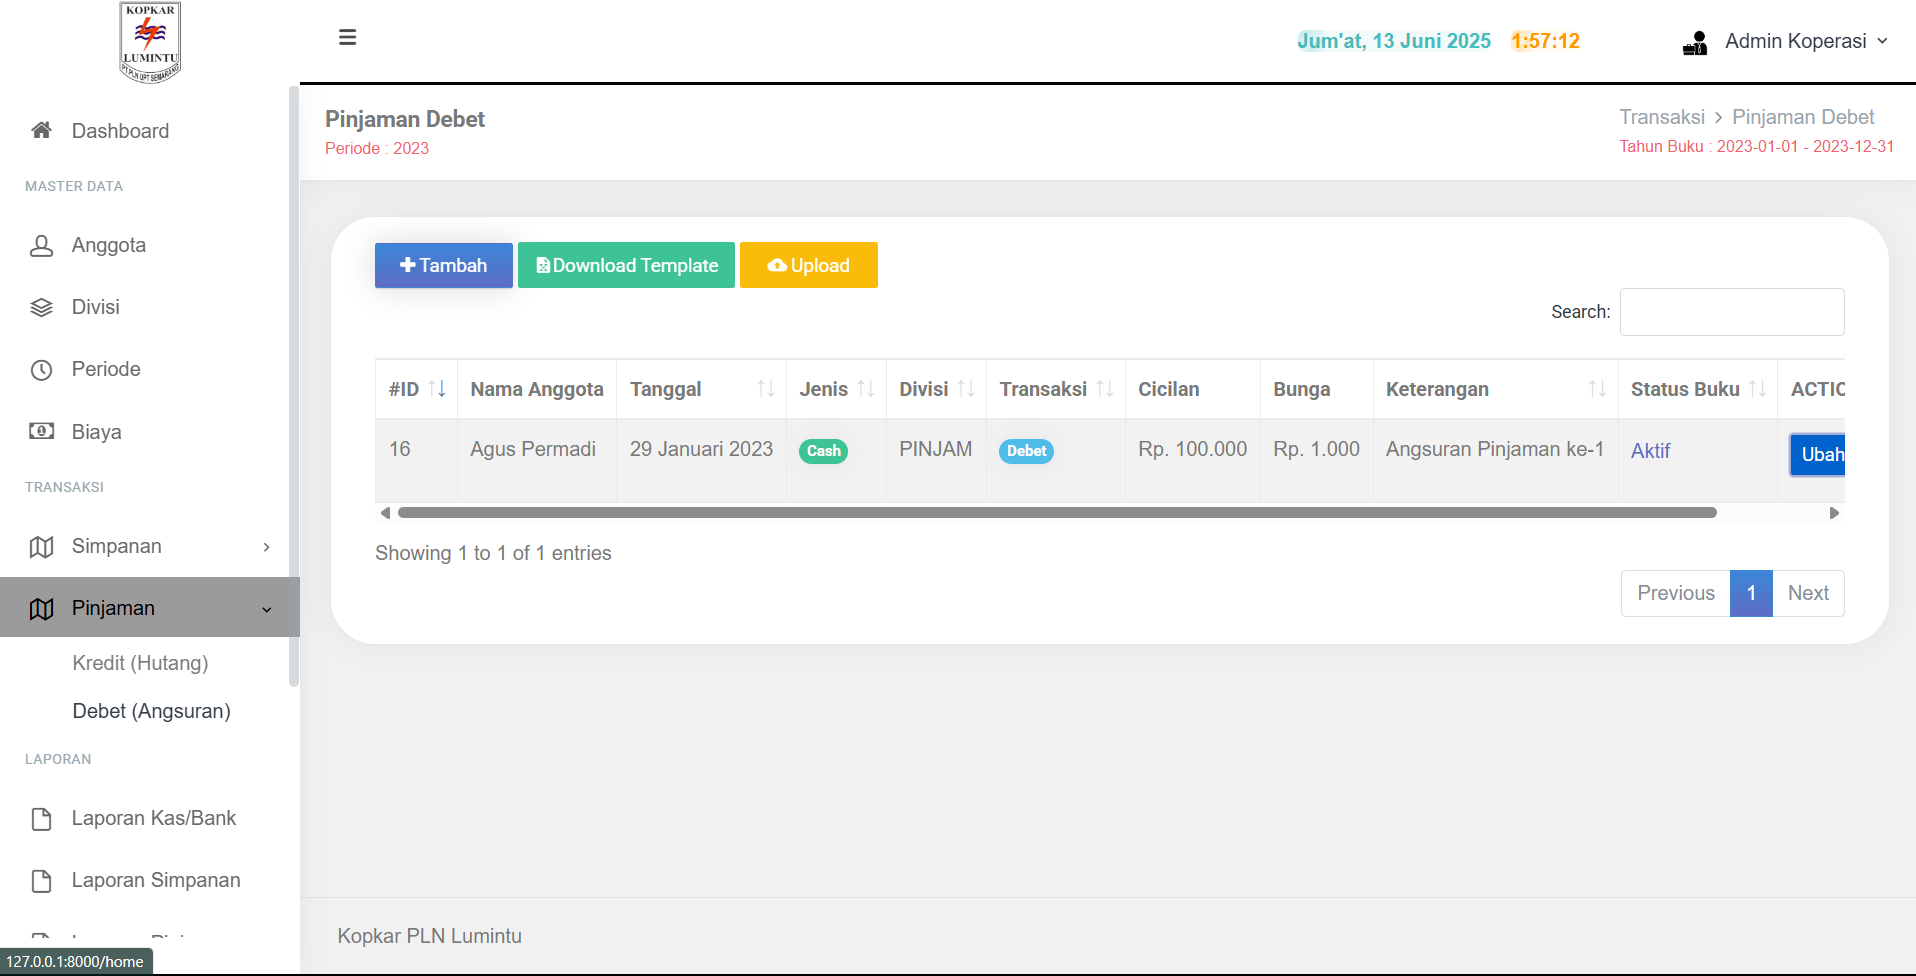 KOPKAR
LUMINTU
PT.PLN UPT SEMARANG
Jum'at, 13 Juni 2025 1:57:12
Admin Koperasi
Dashboard
MASTER DATA
Anggota
Divisi
Periode
Biaya
TRANSAKSI
Simpanan
Pinjaman
Kredit (Hutang)
Debet (Angsuran)
LAPORAN
Laporan Kas/Bank
Laporan Simpanan
127.0.0.1:8000/home
Pinjaman Debet
Periode : 2023
Transaksi > Pinjaman Debet
Tahun Buku : 2023-01-01 - 2023-12-31
Tambah Download Template Upload
Search:
#ID Nama Anggota Tanggal Jenis Divisi Transaksi Cicilan Bunga Keterangan Status Buku ACTIC
16 Agus Permadi 29 Januari 2023 Cash PINJAM Debet Rp. 100.000 Rp. 1.000 Angsuran Pinjaman ke-1 Aktif Ubah
Showing 1 to 1 of 1 entries
Previous 1 Next
Kopkar PLN Lumintu